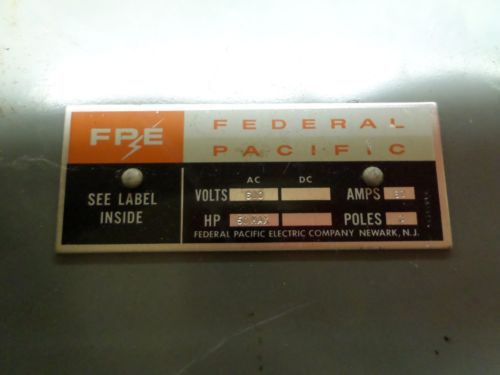 FPE
FEDERAL
PACIFIC
SEE LABEL
INSIDE
AC DC
VOLTS AMPS
HP POLES
FEDERAL PACIFIC ELECTRIC COMPANY NEWARK, N.J.